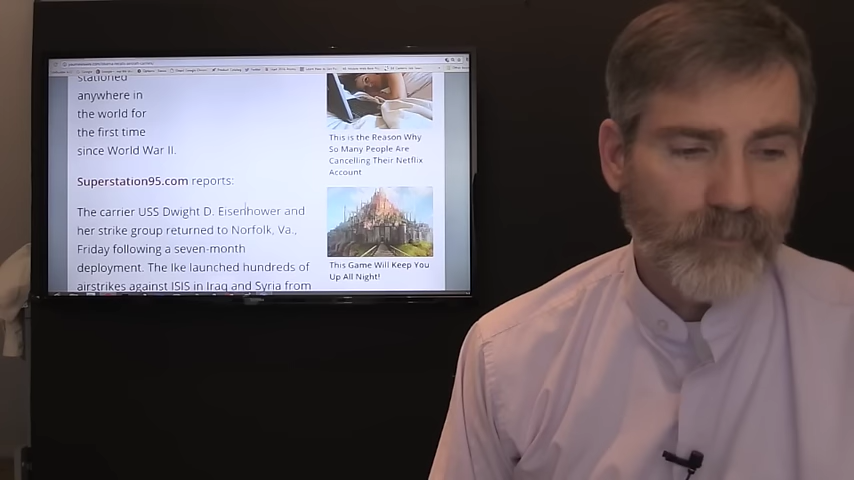 stationed
anywhere in
the world for
the first time
since World War II.
Superstation95.com reports:
The carrier USS Dwight D. Eisenhower and
her strike group returned to Norfolk, Va.,
Friday following a seven-month
deployment. The Ike launched hundreds of
airstrikes against ISIS in Iraq and Syria from
This is the Reason Why
So Many People Are
Cancelling Their Netflix
Account
This Game Will Keep You
Up All Night!